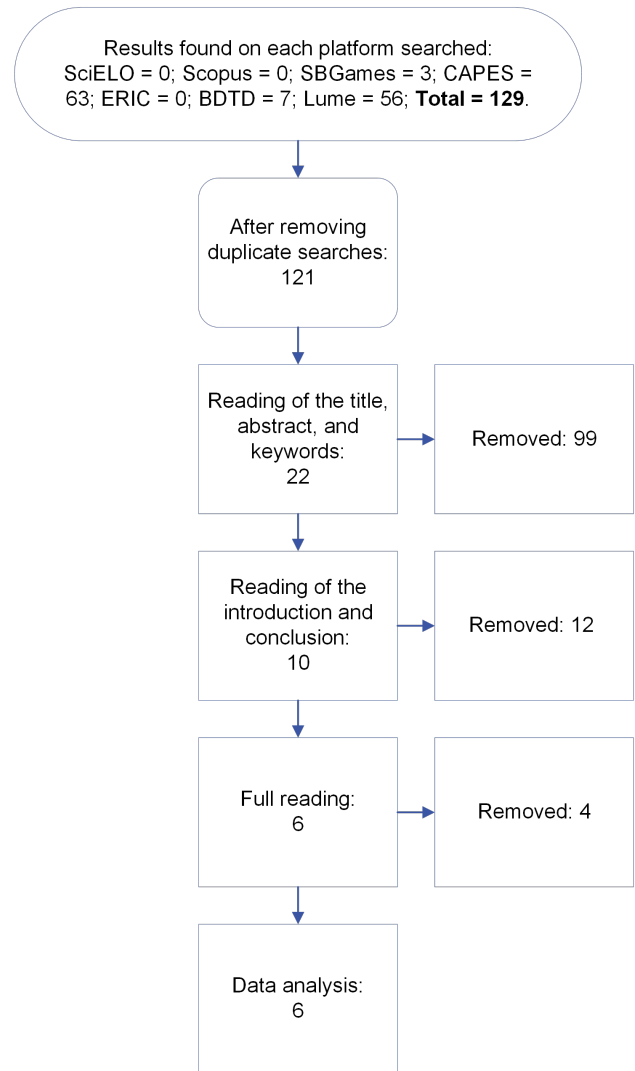 Results found on each platform searched:
SciELO = 0; Scopus = 0; SBGames = 3; CAPES =
63; ERIC = 0; BDTD = 7; Lume = 56; Total = 129.
After removing
duplicate searches:
121
Reading of the title,
abstract, and
keywords:
22
Removed: 99
Reading of the
introduction and
conclusion:
10
Removed: 12
Full reading:
6
Removed: 4
Data analysis:
6